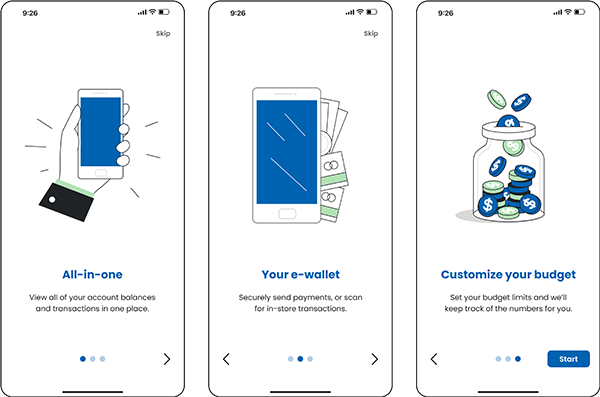 9:26
Skip
All-in-one
View all of your account balances
and transactions in one place.
9:26
Skip
Your e-wallet
Securely send payments, or scan
for in-store transactions.
9:26
$
$
$
$
$
$
$
$
Customize your budget
Set your budget limits and we'll
keep track of the numbers for you.
Start